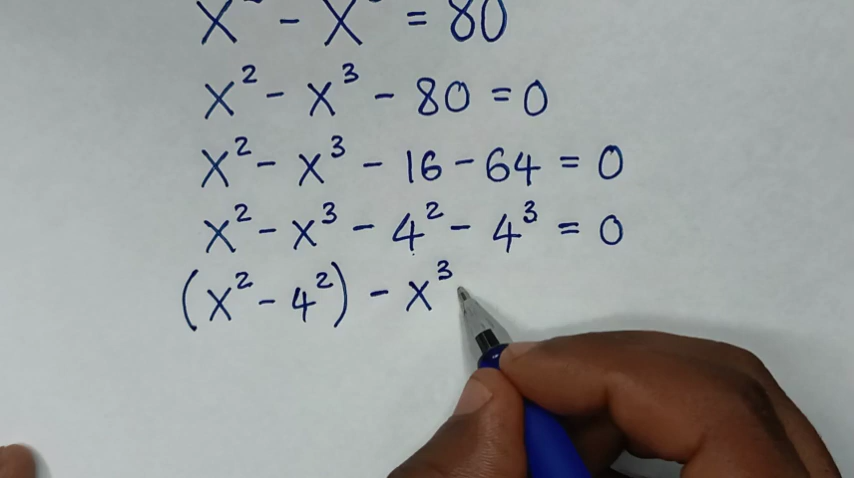 x² - x³ = 80
x² - x³ - 80 = 0
x² - x³ - 16 - 64 = 0
x² - x³ - 4² - 4³ = 0
(x² - 4²) - x³